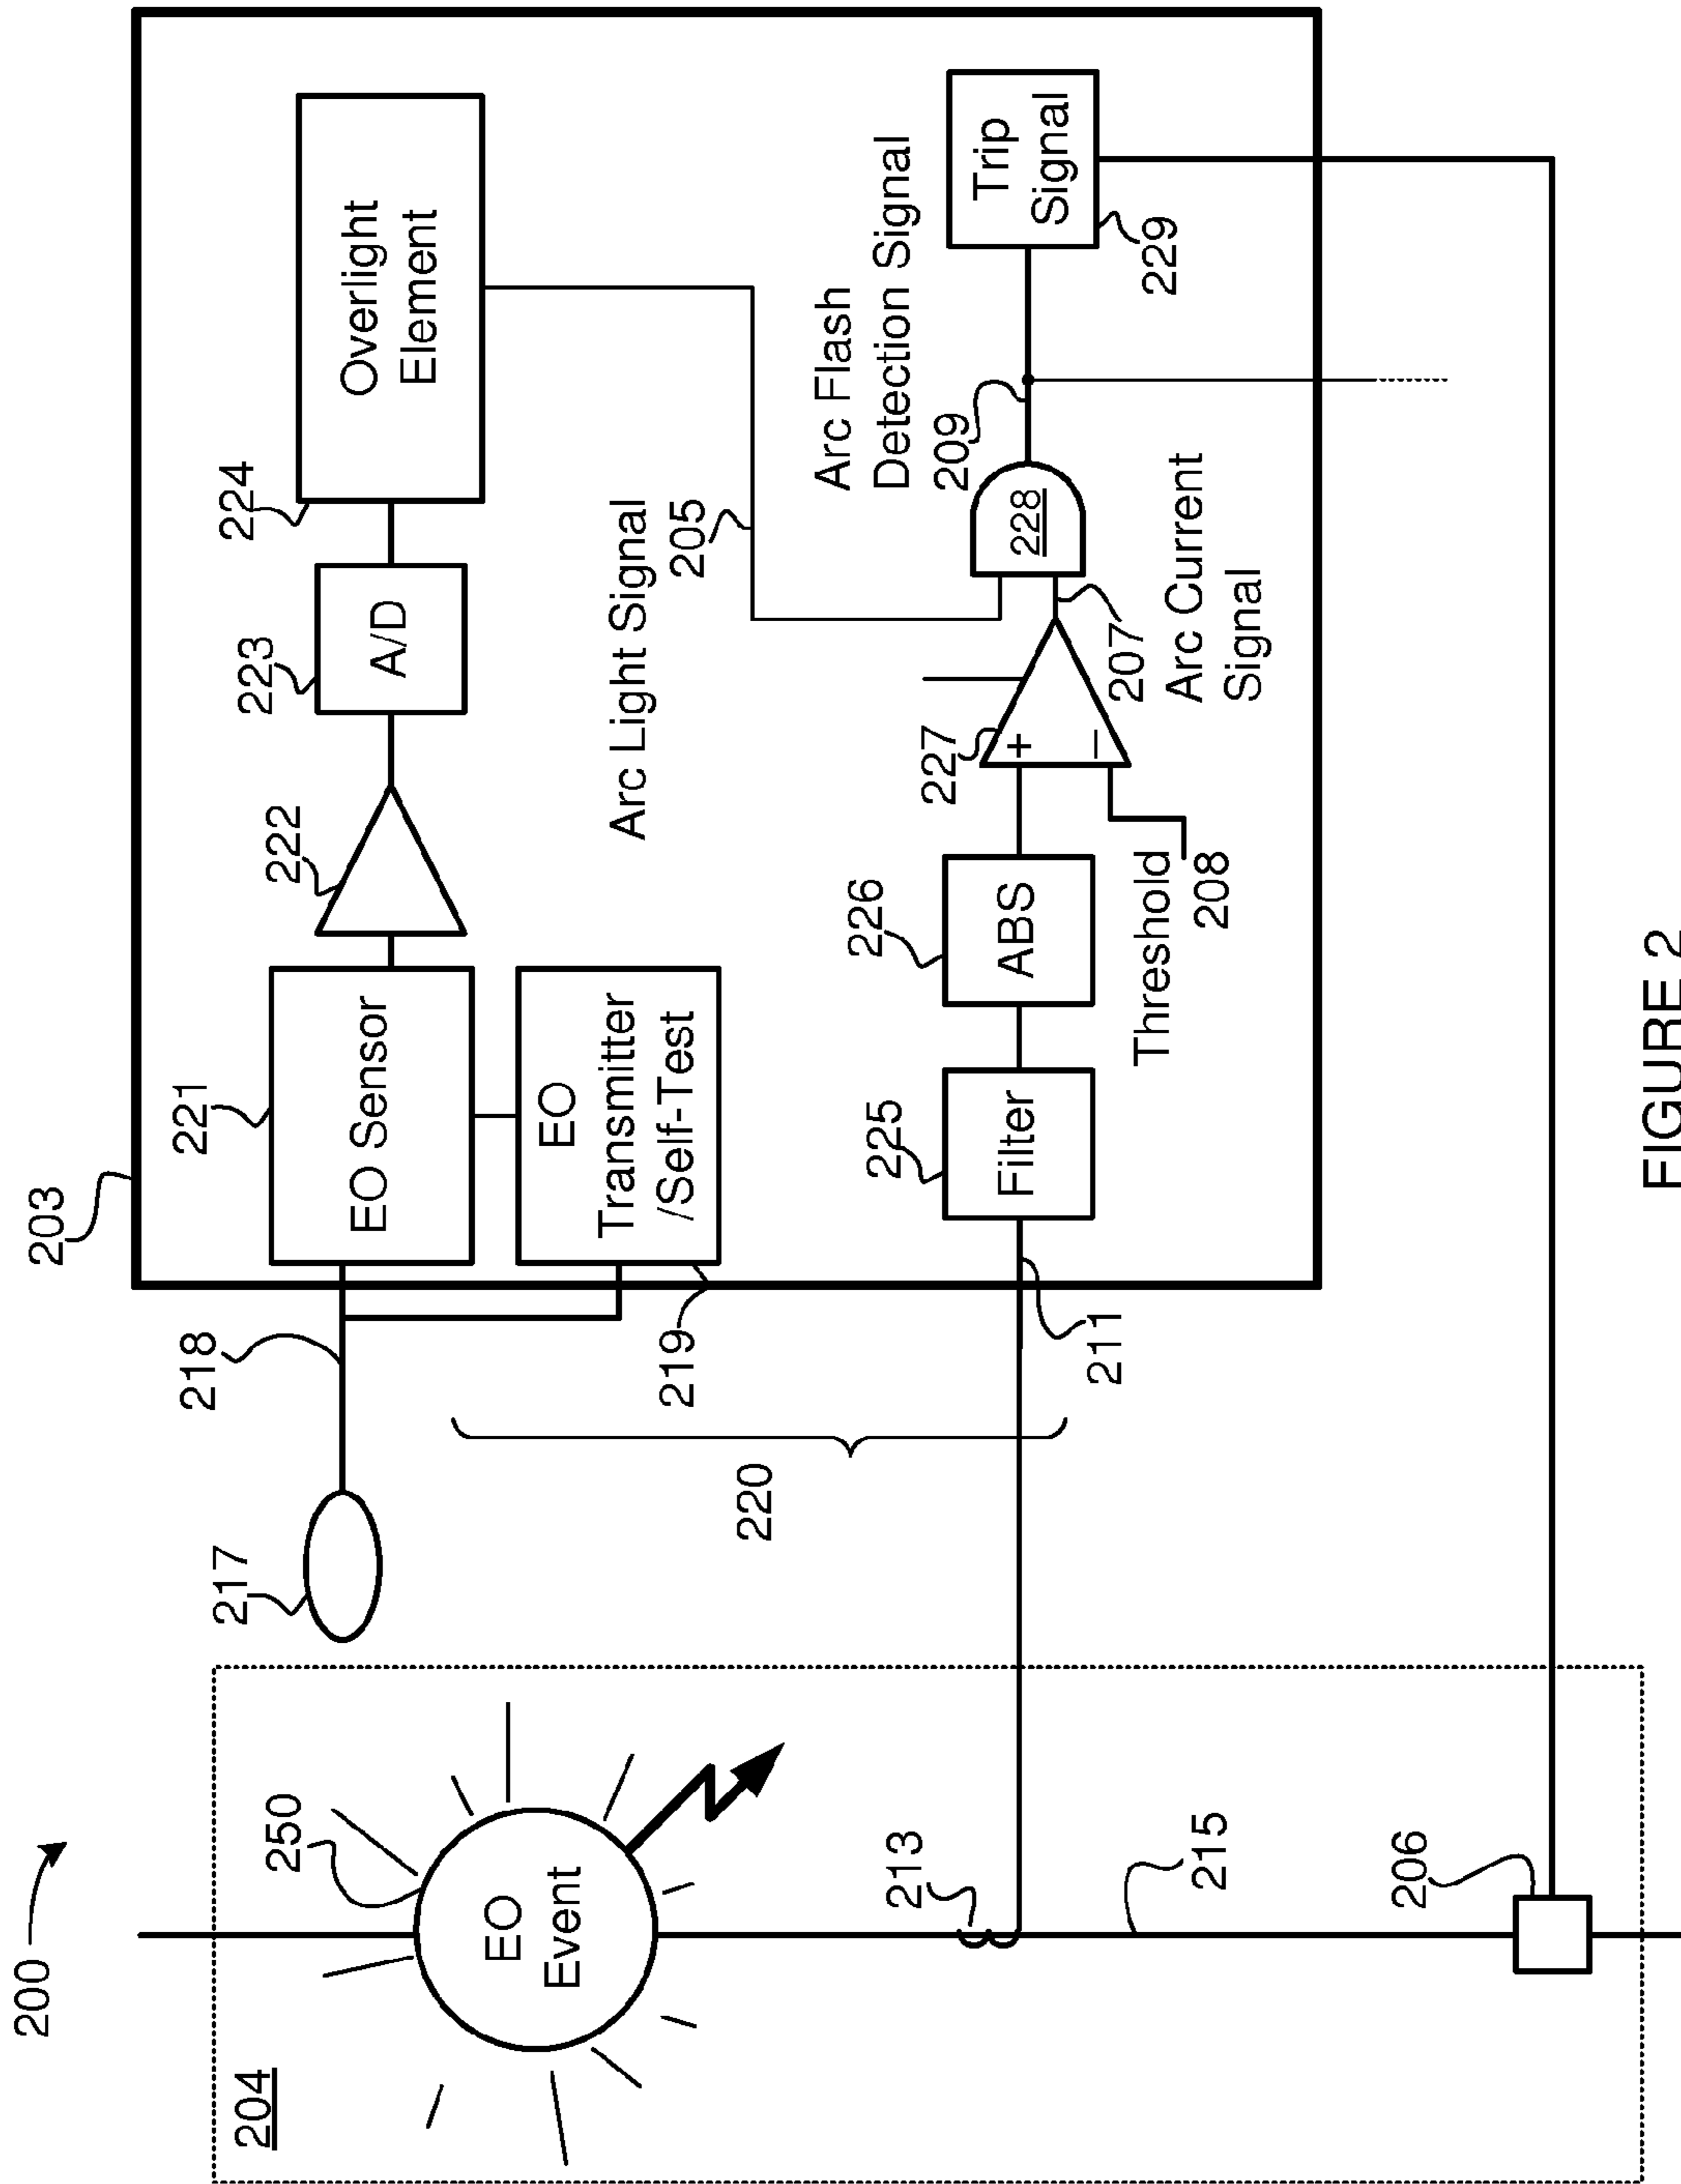 200
203
204
250
EO
Event
217
218
221
EO Sensor
222
223
A/D
224
Overlight
Element
EO
Transmitter
/Self-Test
219
220
Arc Light Signal
205
Arc Flash
Detection Signal
209
213
211
225
Filter
226
ABS
227
+
−
228
Trip
Signal
229
207
Arc Current
Signal
Threshold
208
215
206
FIGURE 2